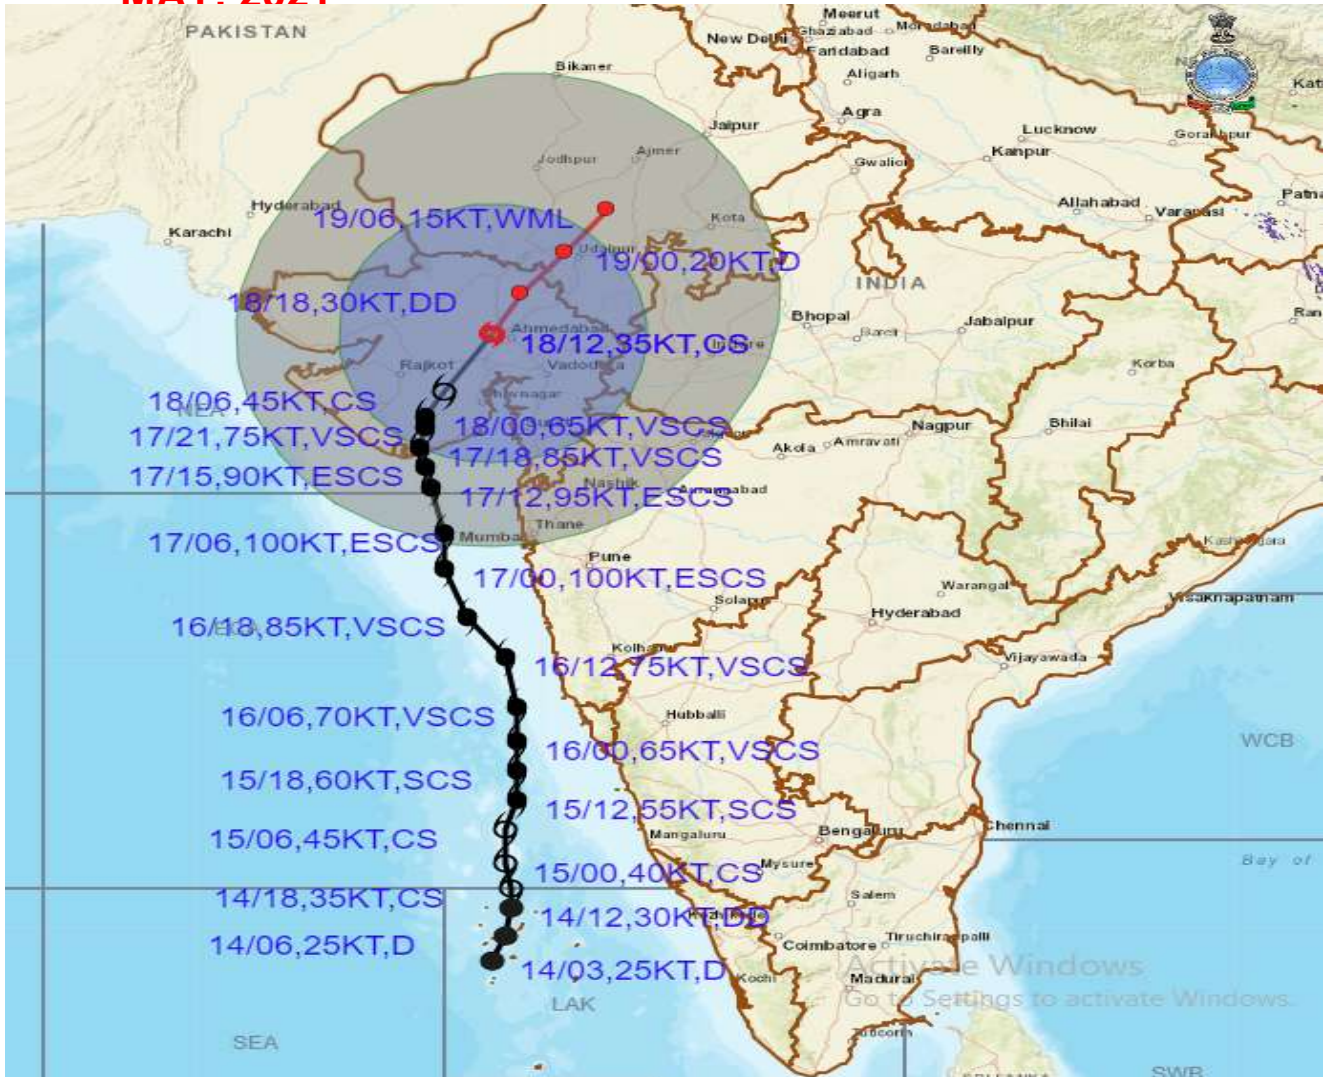 MAY, 2021
PAKISTAN
Meerut
New Delhi
Ghaziabad
Moradabad
Faridabad
Bareilly
Bikaner
Aligarh
Agra
Jaipur
Lucknow
Gorakhpur
Jodhpur
Ajmer
Kanpur
Gwalior
Hyderabad
19/06,15KT,WML
Kota
Allahabad
Varanasi
Karachi
Udaipur
19/00,20KT,D
INDIA
18/18,30KT,DD
Bhopal
Jabalpur
Ahmedabad
18/12,35KT,CS
Rajkot
Vadodra
Korba
18/06,45KT,CS
NEA
18/00,65KT,VSCS
17/21,75KT,VSCS
Nagpur
Bhilai
Akola
Amravati
17/18,85KT,VSCS
17/15,90KT,ESCS
Nashik
17/12,95KT,ESCS
Aurangabad
Thane
17/06,100KT,ESCS
Mumbai
Pune
17/00,100KT,ESCS
Warangal
Solapur
Hyderabad
Visakhapatnam
16/18,85KT,VSCS
Vijayawada
16/12,75KT,VSCS
16/06,70KT,VSCS
Hubballi
WCB
16/00,65KT,VSCS
15/18,60KT,SCS
15/12,55KT,SCS
Chennai
15/06,45KT,CS
Mangaluru
Bengaluru
Bay of
15/00,40KT,CS
Mysure
14/18,35KT,CS
Salem
14/12,30KT,DD
14/06,25KT,D
Coimbatore
Tiruchirappalli
14/03,25KT,D
Kochi
Activate Windows
Madurai
Go to Settings to activate Windows.
LAK
Tuticorin
SEA
SWB